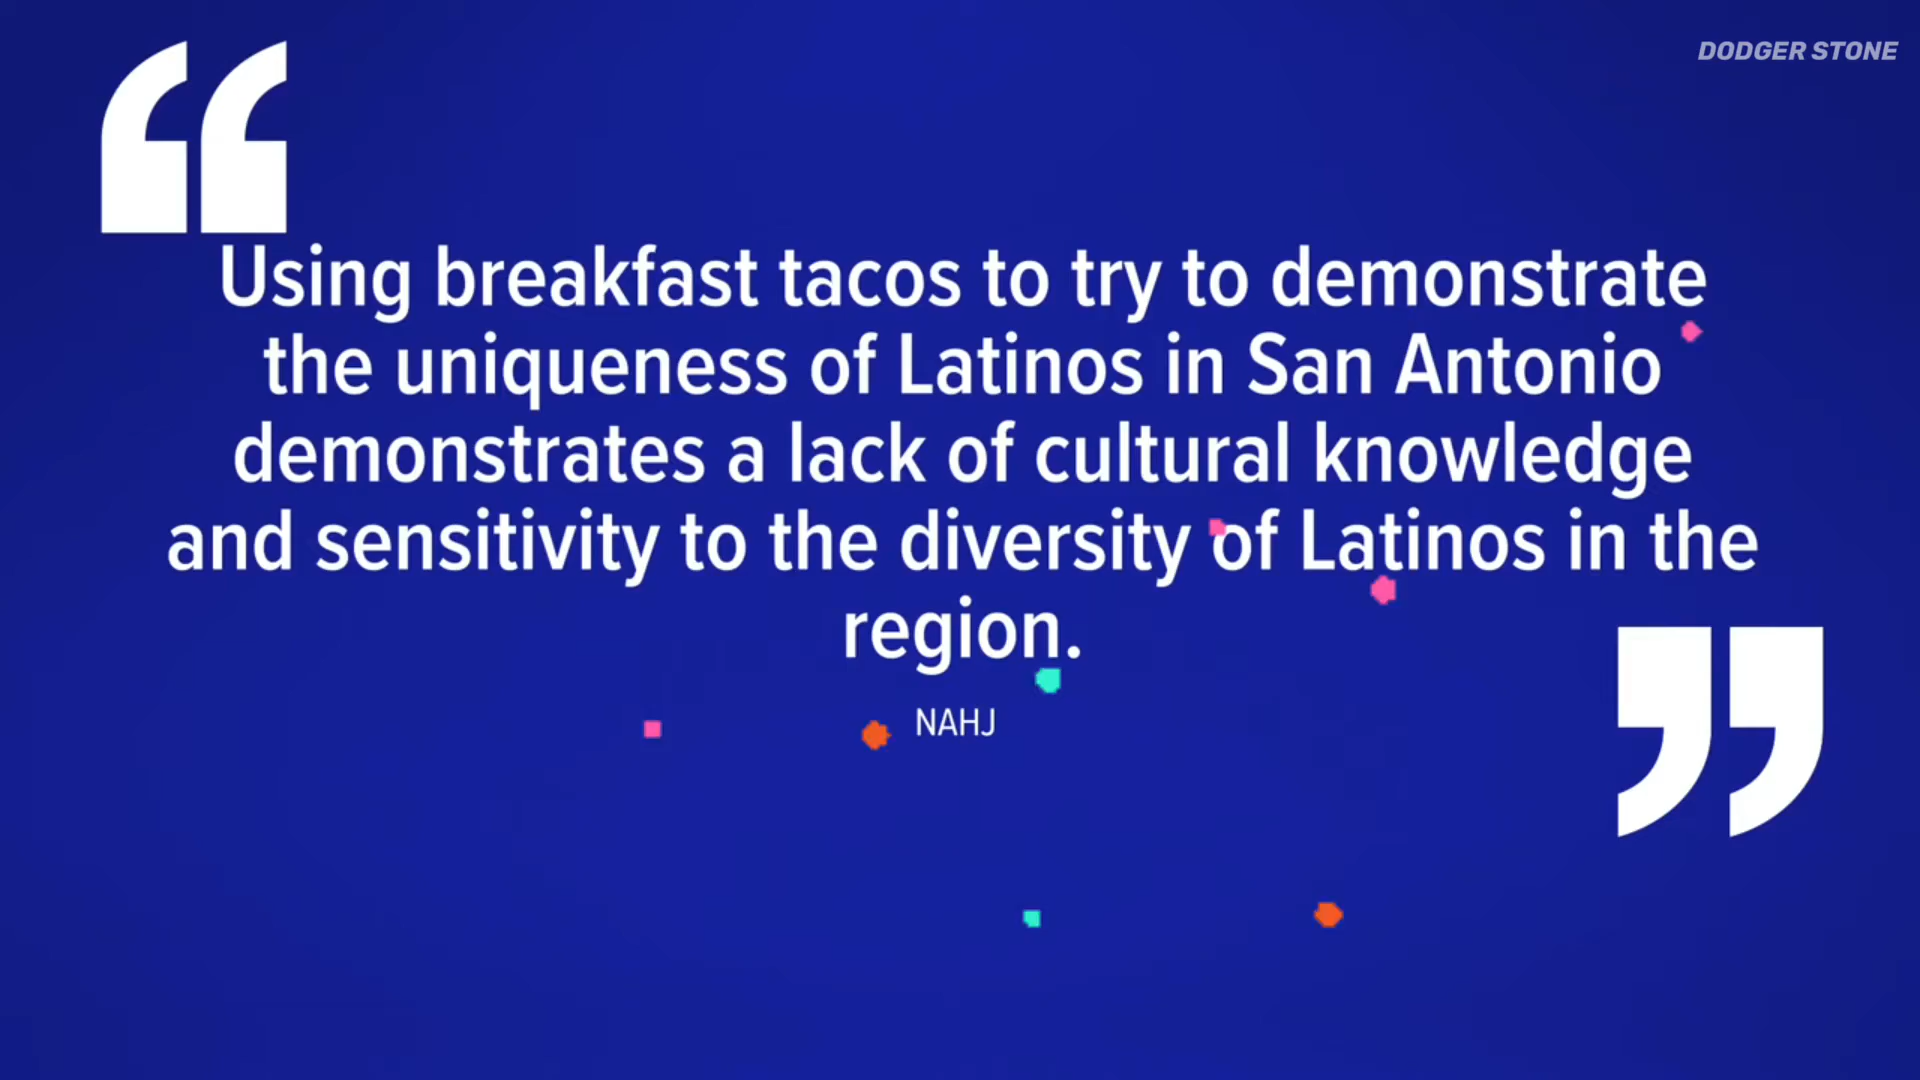 DODGER STONE
“
Using breakfast tacos to try to demonstrate
the uniqueness of Latinos in San Antonio
demonstrates a lack of cultural knowledge
and sensitivity to the diversity of Latinos in the
region.
”
NAHJ